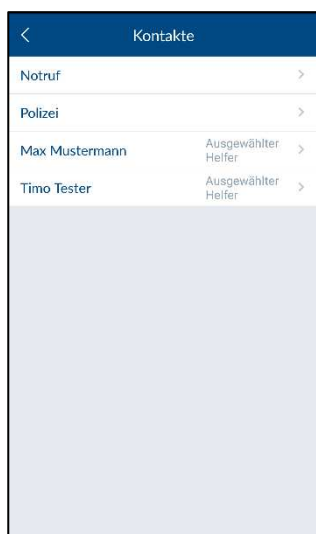 Kontakte
Notruf
Polizei
Max Mustermann
Ausgewählter
Helfer
Timo Tester
Ausgewählter
Helfer